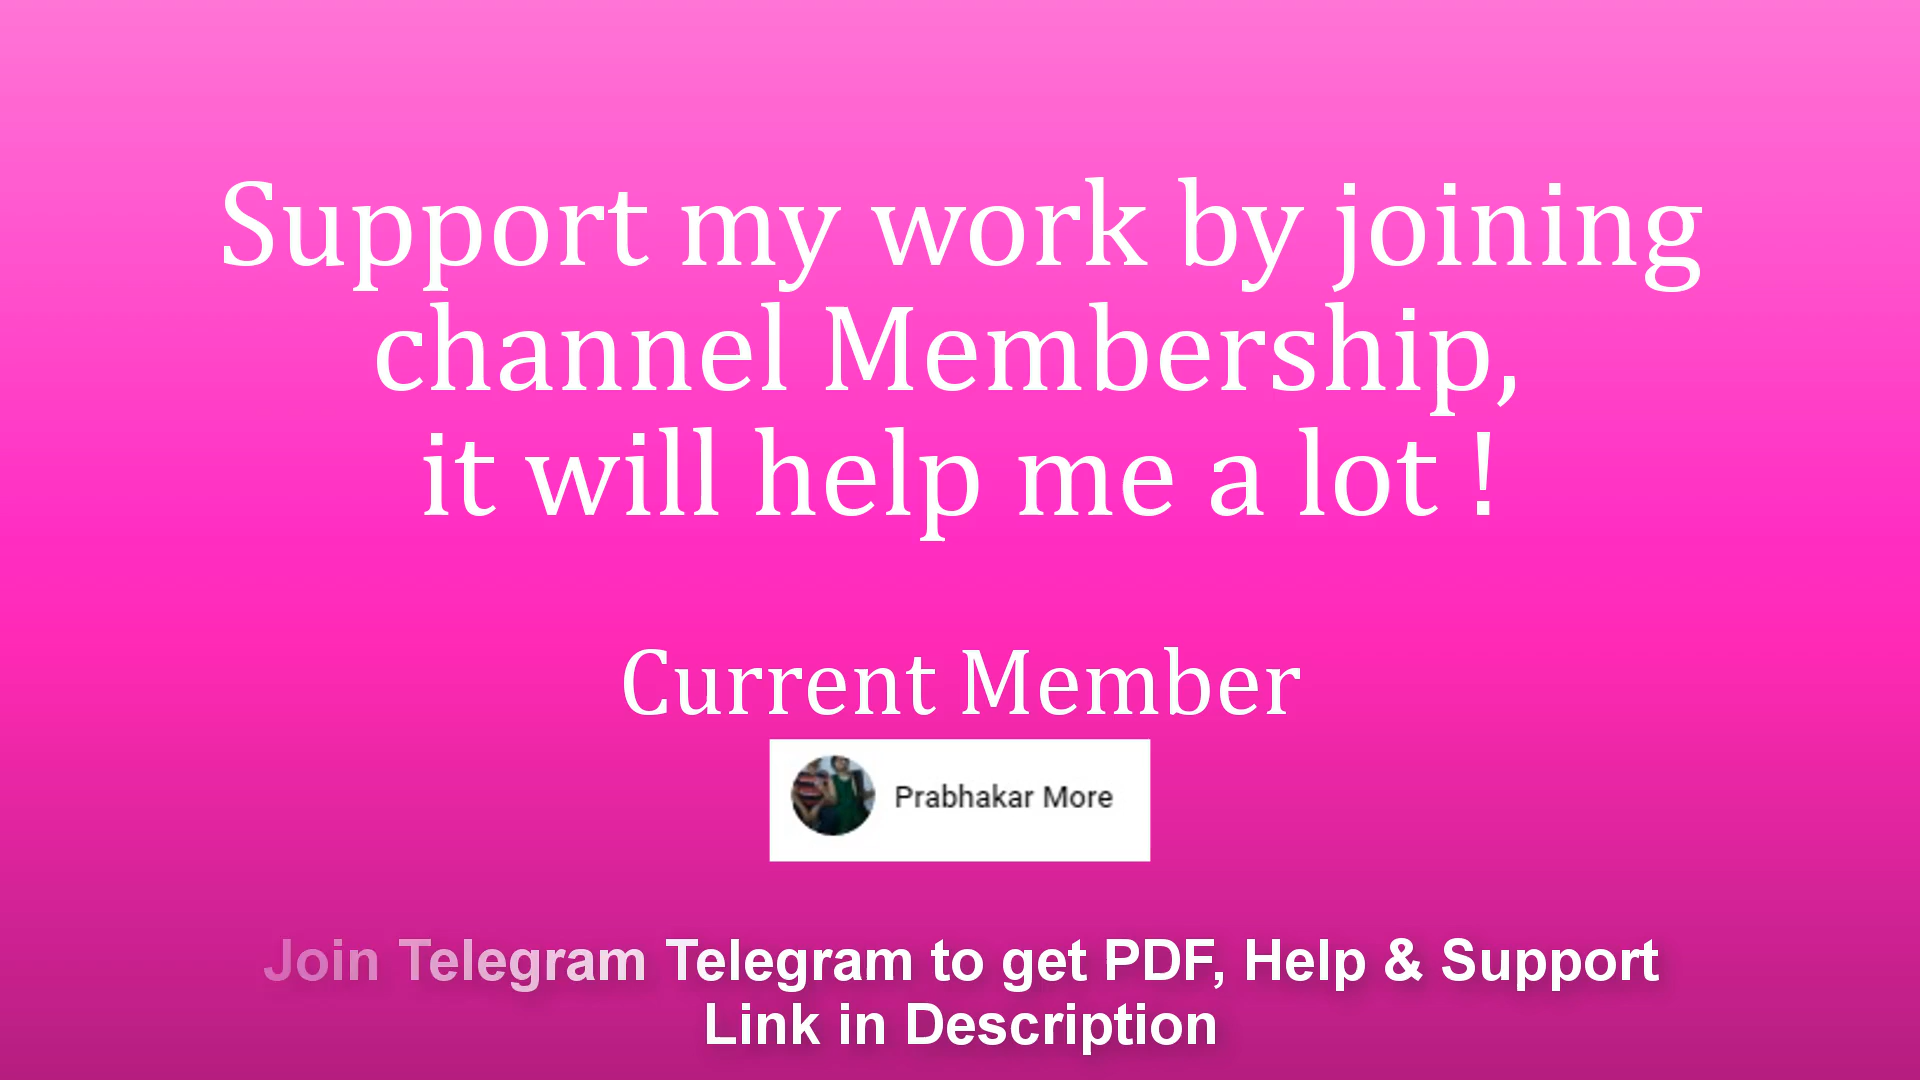 Support my work by joining
channel Membership,
it will help me a lot !
Current Member
Prabhakar More
Join Telegram Telegram to get PDF, Help & Support
Link in Description